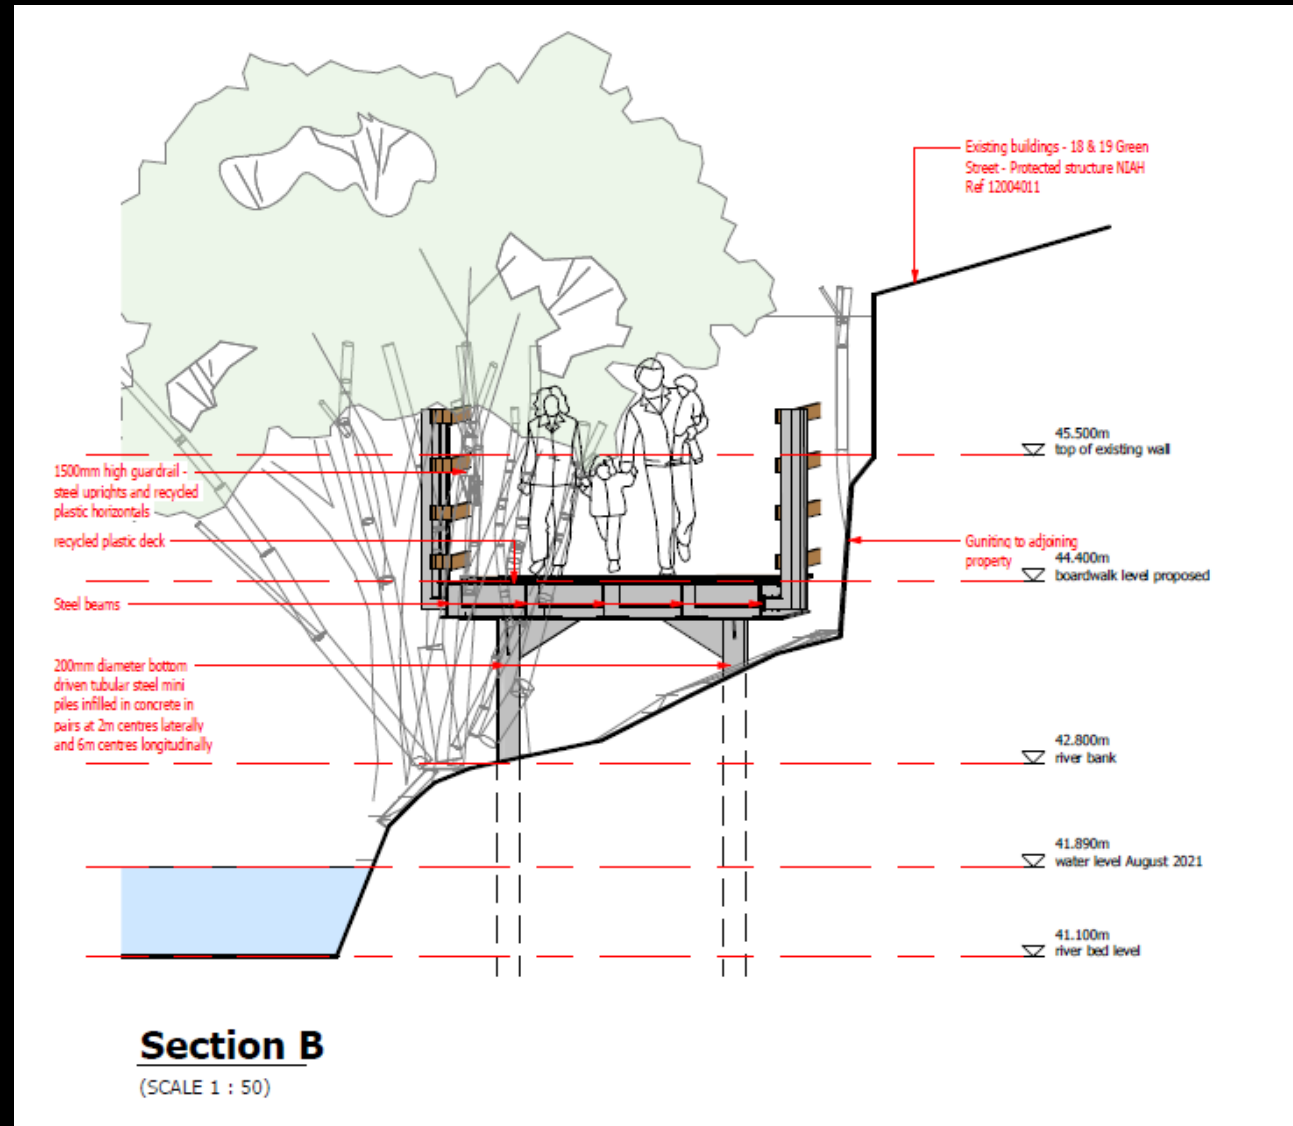 Existing buildings - 18 & 19 Green
Street - Protected structure NIAH
Ref 12004011
45.500m
top of existing wall
1500mm high guardrail -
steel uprights and recycled
plastic horizontals
recycled plastic deck
Guniting to adjoining
property
44.400m
boardwalk level proposed
Steel beams
200mm diameter bottom
driven tubular steel mini
piles infilled in concrete in
pairs at 2m centres laterally
and 6m centres longitudinally
42.800m
river bank
41.890m
water level August 2021
41.100m
river bed level
Section B
(SCALE 1 : 50)